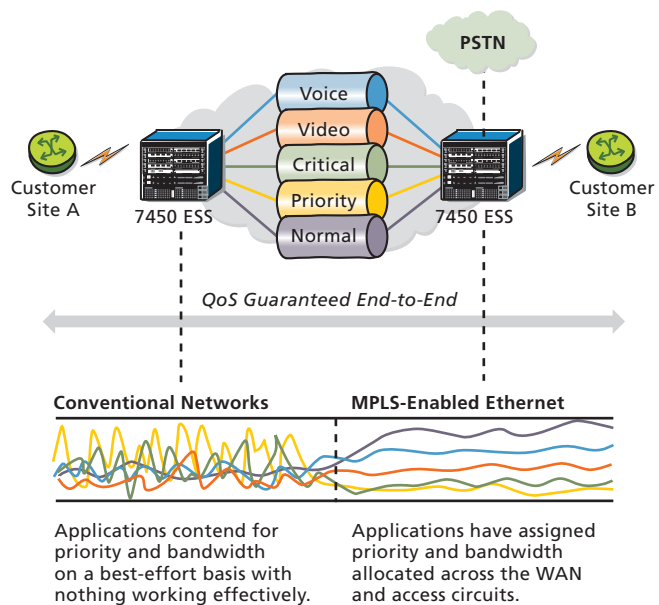 PSTN
Voice
Video
Critical
Priority
Normal
Customer
Site A
7450 ESS
7450 ESS
Customer
Site B
QoS Guaranteed End-to-End
Conventional Networks
MPLS-Enabled Ethernet
Applications contend for
priority and bandwidth
on a best-effort basis with
nothing working effectively.
Applications have assigned
priority and bandwidth
allocated across the WAN
and access circuits.